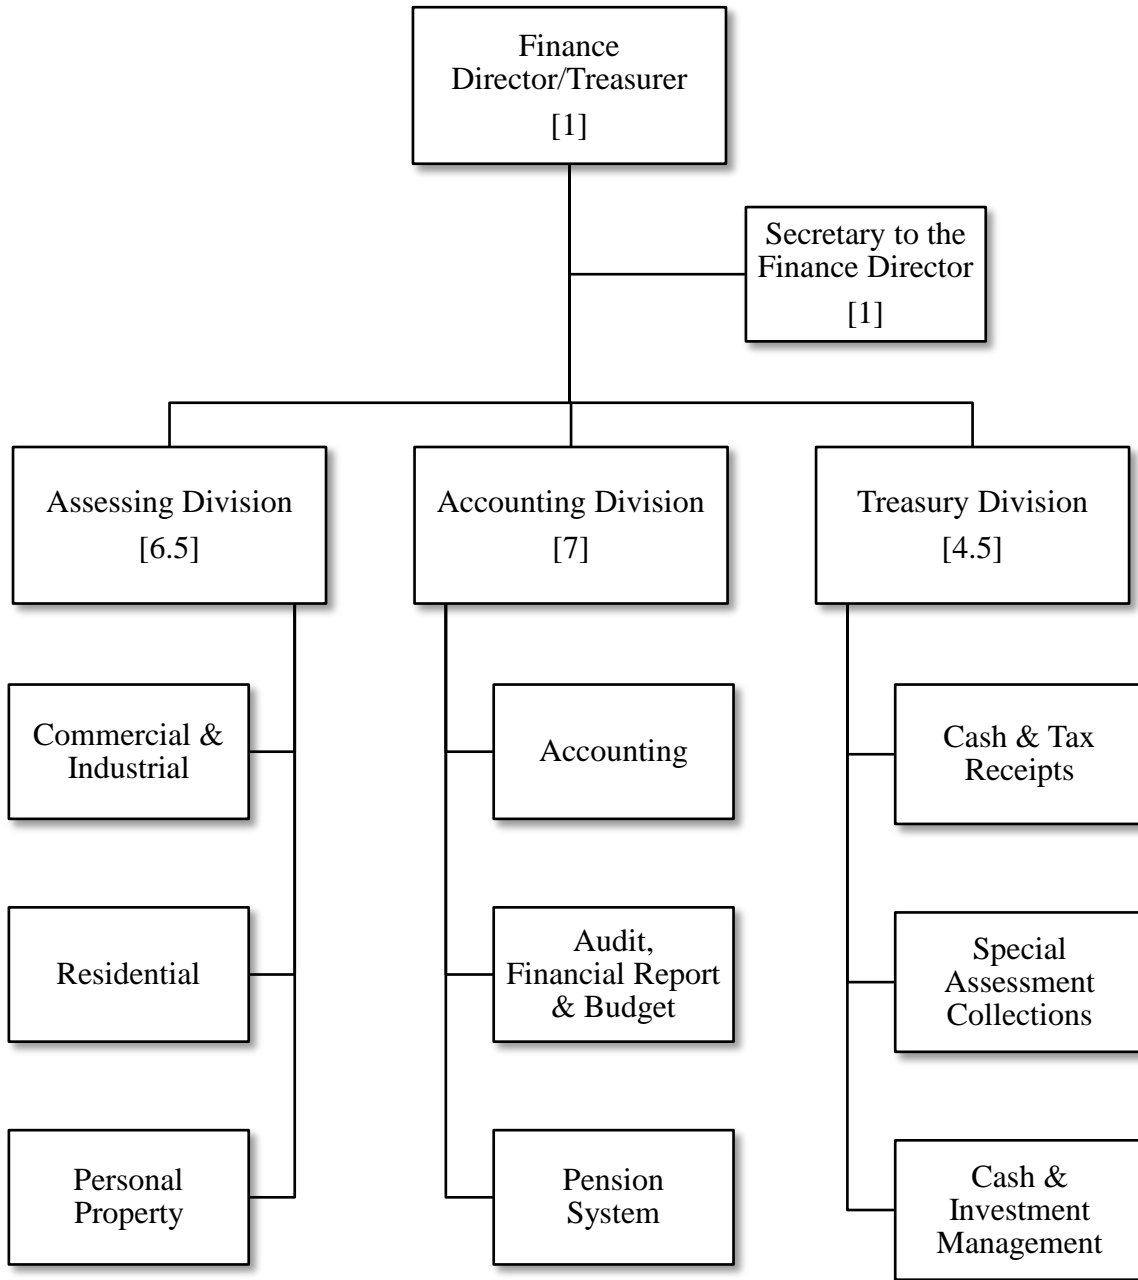 Finance
Director/Treasurer
[1]
Secretary to the
Finance Director
[1]
Assessing Division
[6.5]
Accounting Division
[7]
Treasury Division
[4.5]
Commercial &
Industrial
Accounting
Cash & Tax
Receipts
Residential
Audit,
Financial Report
& Budget
Special
Assessment
Collections
Personal
Property
Pension
System
Cash &
Investment
Management